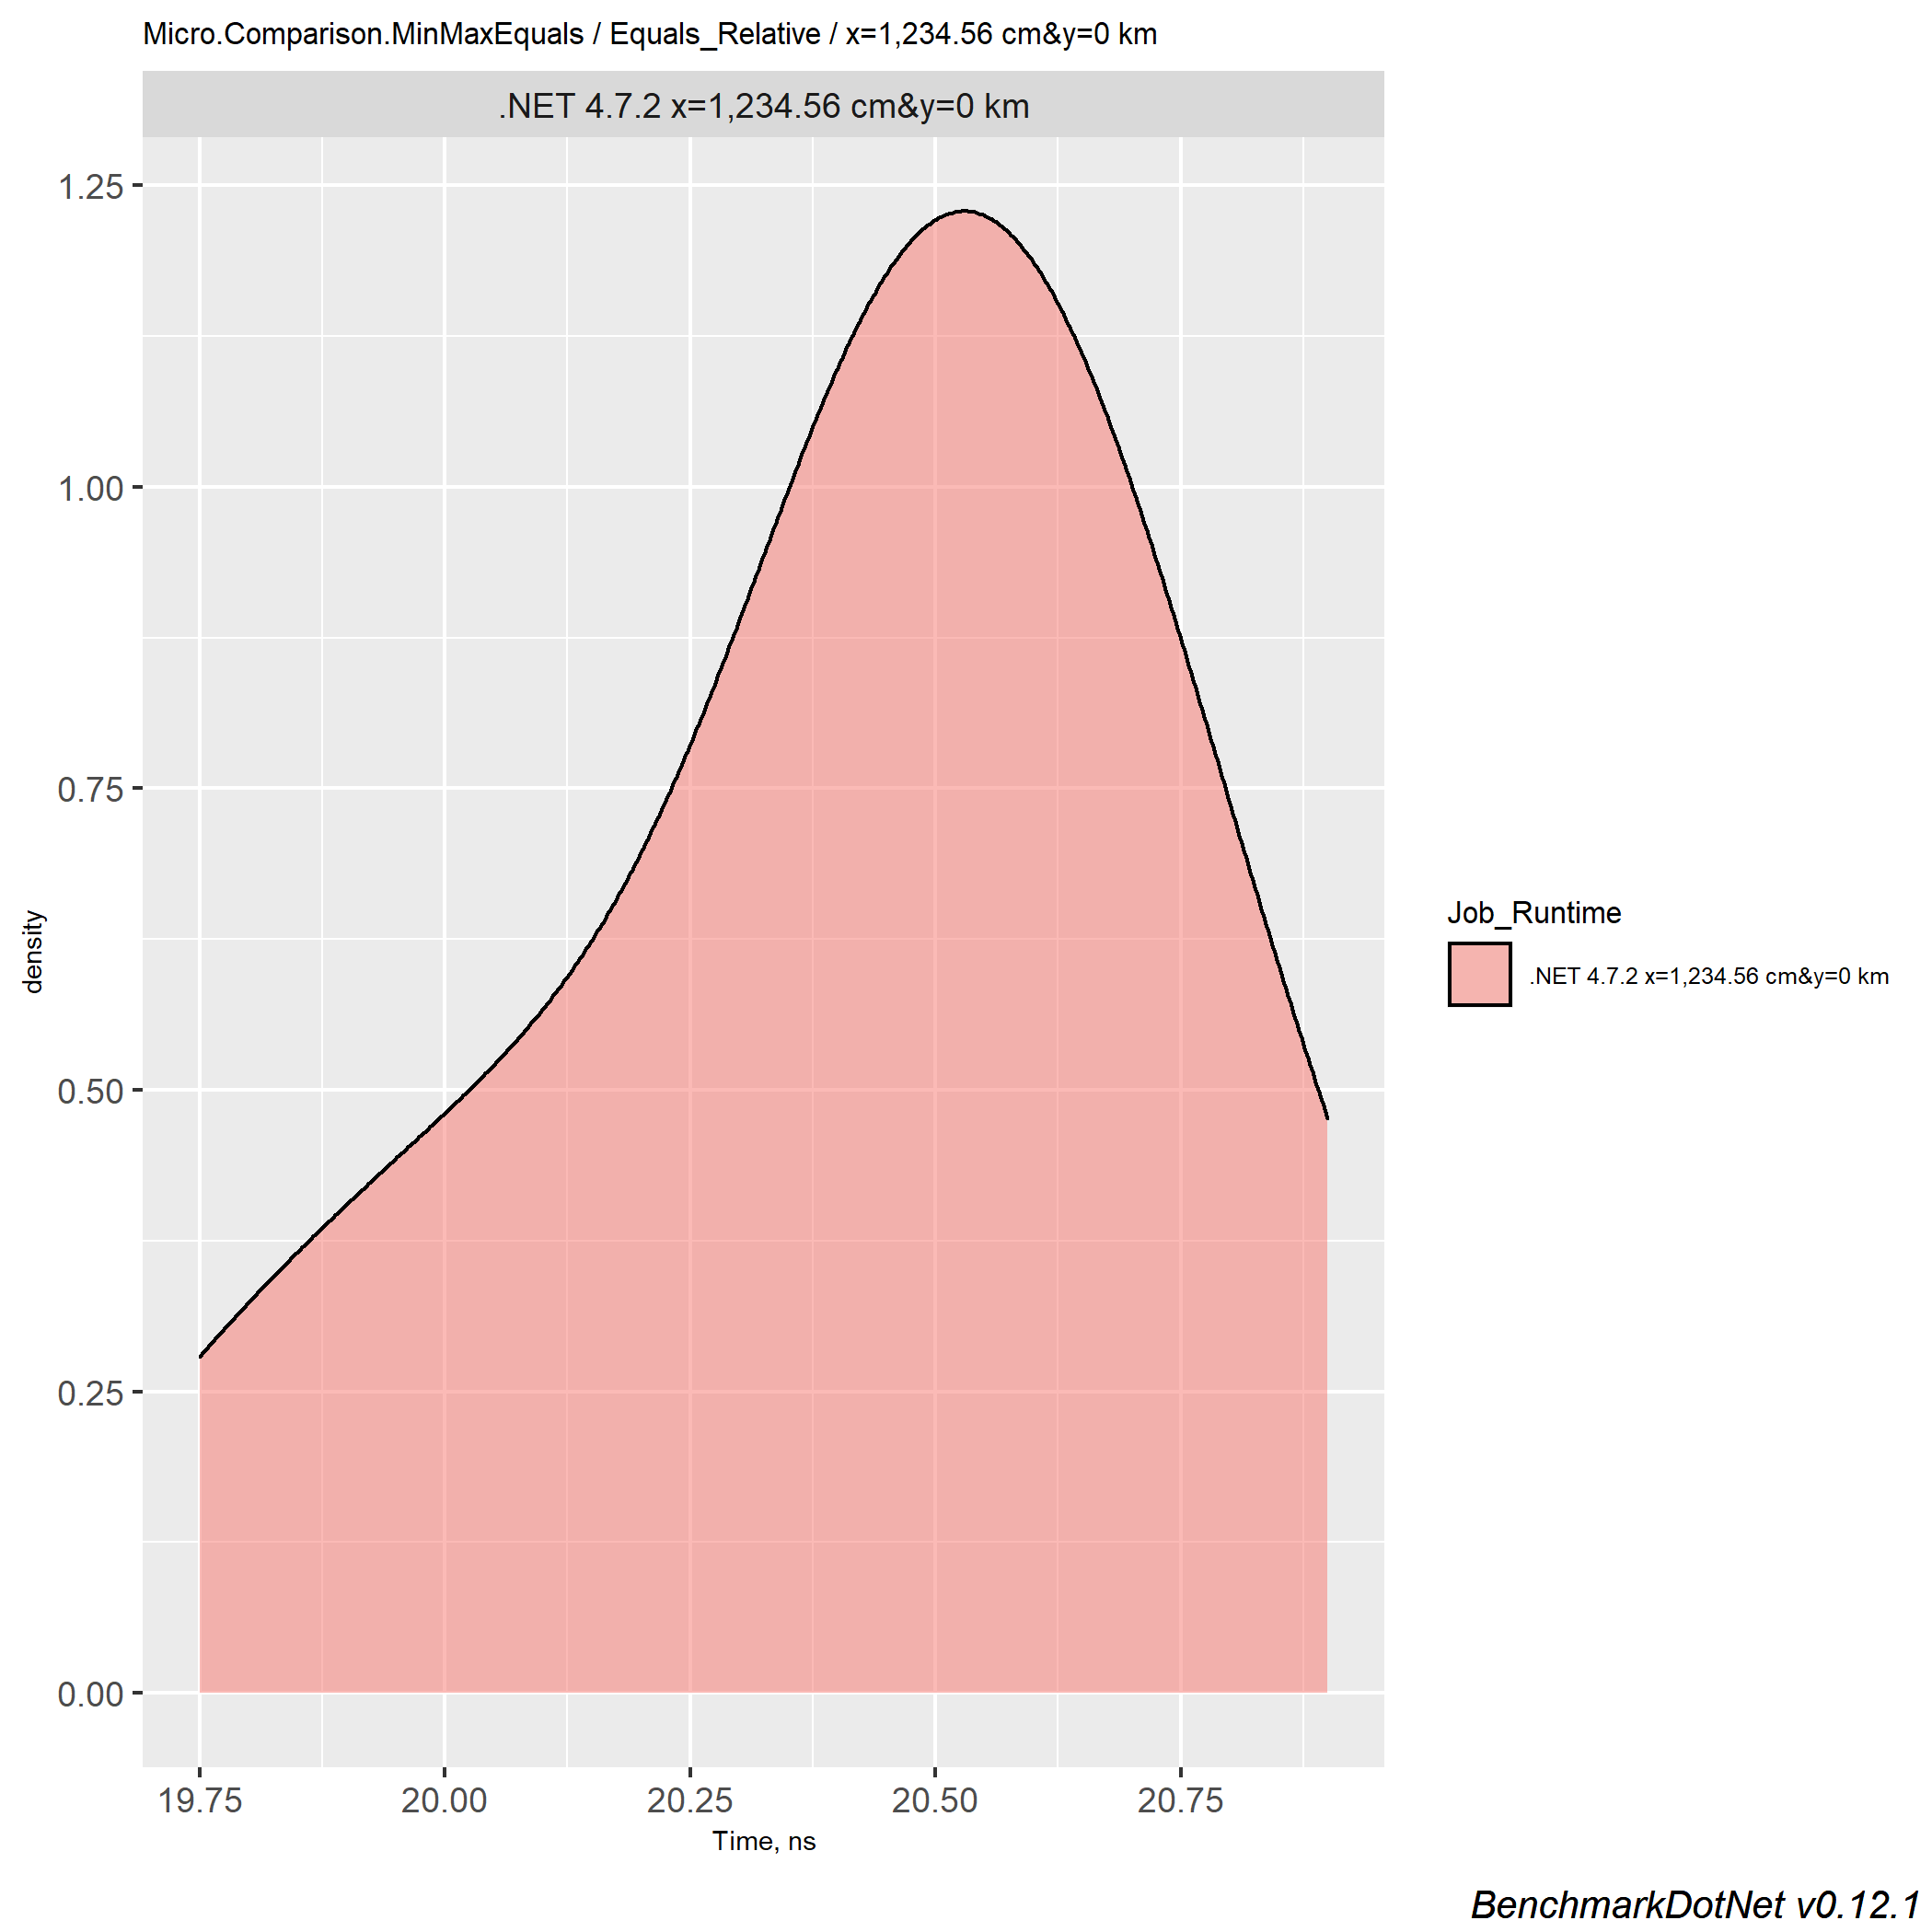 Micro.Comparison.MinMaxEquals / Equals_Relative / x=1,234.56 cm&y=0 km
.NET 4.7.2 x=1,234.56 cm&y=0 km
1.25
1.00
0.75
0.50
0.25
0.00
density
19.75 20.00 20.25 20.50 20.75
Time, ns
Job_Runtime
.NET 4.7.2 x=1,234.56 cm&y=0 km
BenchmarkDotNet v0.12.1